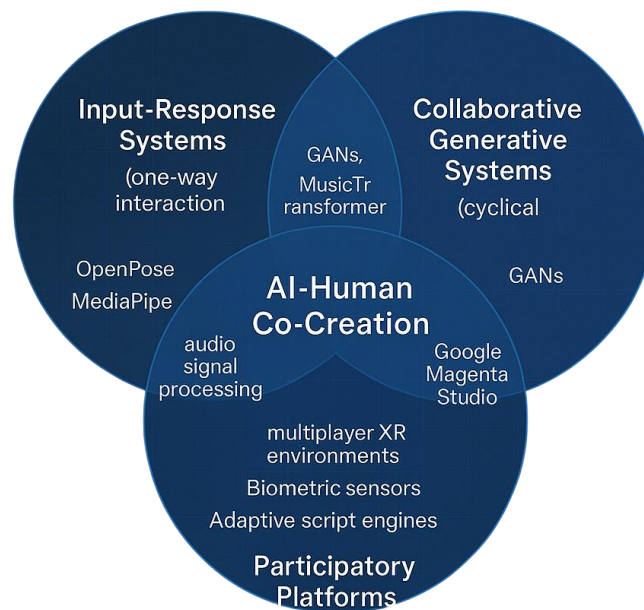 Input-Response
Systems
(one-way
interaction
OpenPose
MediaPipe
GANs,
MusicTr
ransformer
Collaborative
Generative
Systems
(cyclical
GANs
AI-Human
Co-Creation
audio
signal
processing
Google
Magenta
Studio
multiplayer XR
environments
Biometric sensors
Adaptive script engines
Participatory
Platforms